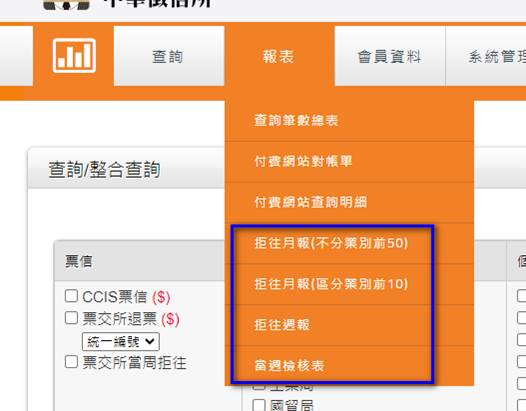 中華徵信所
查詢
報表
會員資料
系統管理
查詢筆數總表
付費網站對帳單
付費網站查詢明細
拒往月報(不分業別前50)
拒往月報(區分業別前10)
拒往週報
當週檢核表
查詢/整合查詢
票信
CCIS票信 ($)
票交所退票 ($)
統一編號
票交所當周拒往
國貿局